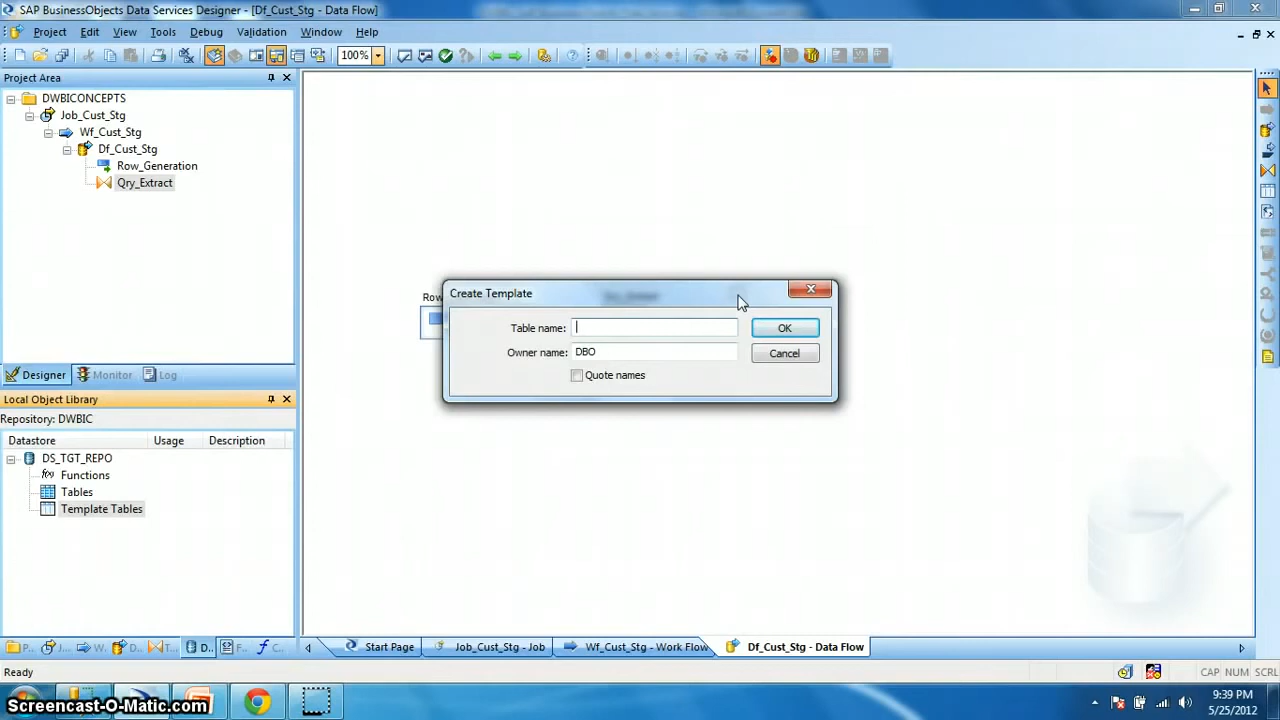 SAP BusinessObjects Data Services Designer - [Df_Cust_Stg - Data Flow]
Project Edit View Tools Debug Validation Window Help
100%
Project Area
DWBICONCEPTS
Job_Cust_Stg
Wf_Cust_Stg
Df_Cust_Stg
Row_Generation
Qry_Extract
Designer Monitor Log
Local Object Library
Repository: DWBIC
Datastore Usage Description
DS_TGT_REPO
Functions
Tables
Template Tables
P.. J.. W. D.. T.. D.. F.. C..
Row
Create Template
Table name: OK
Owner name: DBO Cancel
Quote names
Start Page Job_Cust_Stg - Job Wf_Cust_Stg - Work Flow Df_Cust_Stg - Data Flow
Ready CAP NUM SCRL
Screencast-O-Matic.com
9:39 PM
5/25/2012